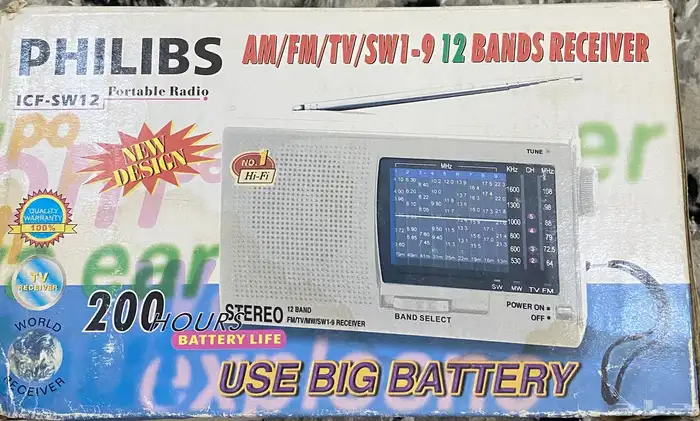 PHILIBS
AM/FM/TV/SW1-9 12 BANDS RECEIVER
ICF-SW12 Portable Radio
NEW DESIGN
NO.1
Hi-Fi
TUNE
MHz KHz CH MHz
1600 108
1300 98
1000 88
600 72.5
530 64
QUALITY
WARRANTY
100%
TV
RECEIVER
WORLD
RECEIVER
200 HOURS
BATTERY LIFE
STEREO
12 BAND
FM/TV/MW/SW1-9 RECEIVER
BAND SELECT
SW MW TV FM
POWER ON
OFF
USE BIG BATTERY